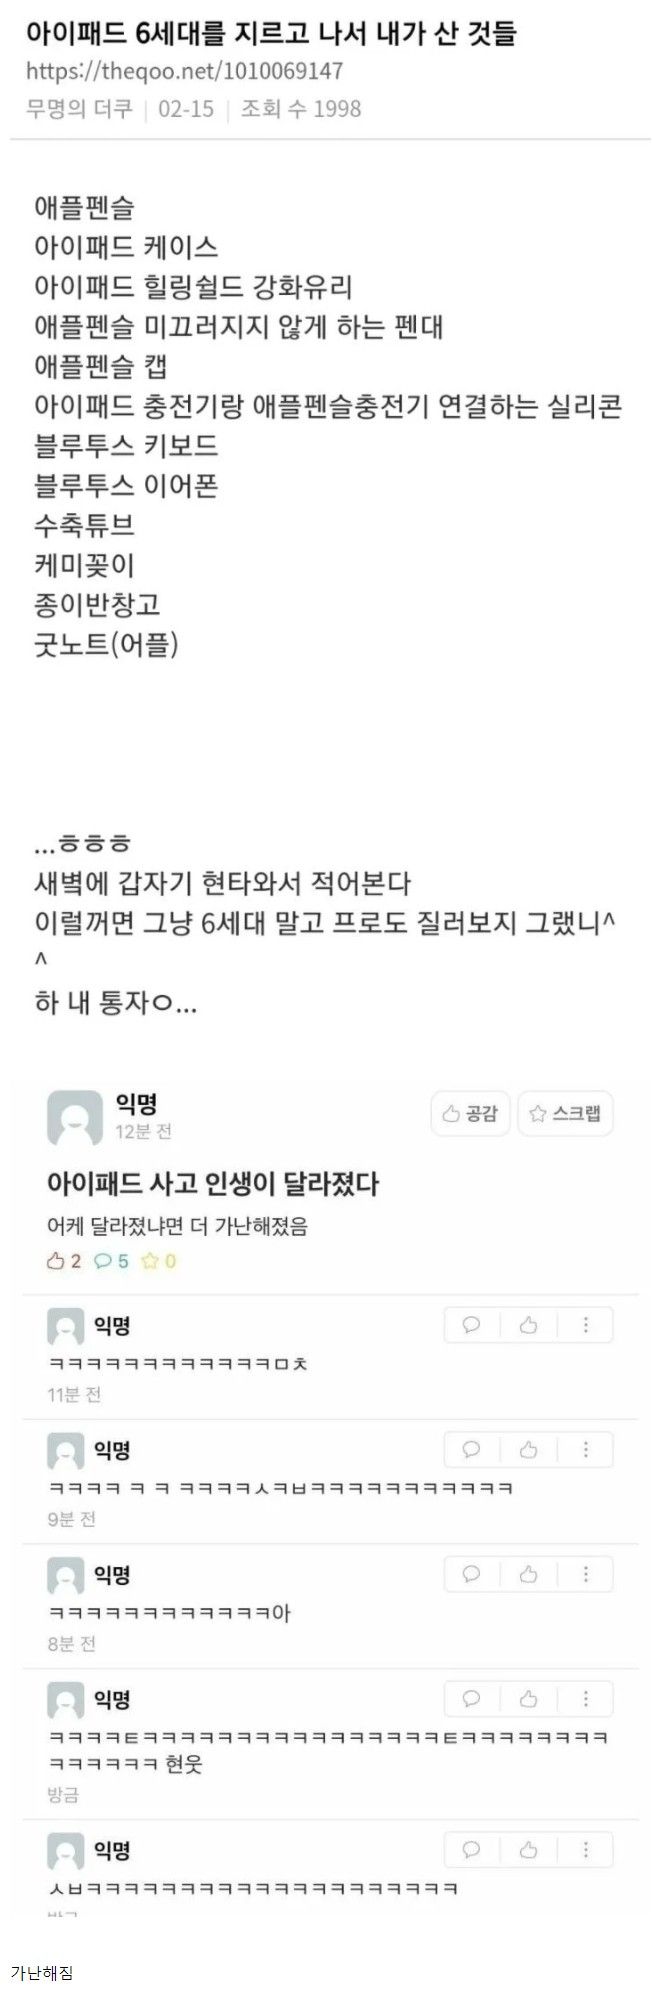 아이패드 6세대를 지르고 나서 내가 산 것들
https://theqoo.net/1010069147
무명의 더쿠 | 02-15 | 조회 수 1998
애플펜슬
아이패드 케이스
아이패드 힐링쉴드 강화유리
애플펜슬 미끄러지지 않게 하는 펜대
애플펜슬 캡
아이패드 충전기랑 애플펜슬충전기 연결하는 실리콘
블루투스 키보드
블루투스 이어폰
수축튜브
케미꽂이
종이반창고
굿노트(어플)
...ㅎㅎㅎ
새벽에 갑자기 현타와서 적어본다
이럴꺼면 그냥 6세대 말고 프로도 질러보지 그랬니^
^
하 내 통자ㅇ...
익명
12분 전
공감
스크랩
아이패드 사고 인생이 달라졌다
어케 달라졌냐면 더 가난해졌음
2 5 0
익명
ㅋㅋㅋㅋㅋㅋㅋㅋㅋㅋㅋㅋㅁㅊ
11분 전
익명
ㅋㅋㅋㅋ ㅋ ㅋ ㅋㅋㅋㅋㅅㅋㅂㅋㅋㅋㅋㅋㅋㅋㅋㅋㅋㅋ
9분 전
익명
ㅋㅋㅋㅋㅋㅋㅋㅋㅋㅋㅋㅋ아
8분 전
익명
ㅋㅋㅋㅋㅌㅋㅋㅋㅋㅋㅋㅋㅋㅋㅋㅋㅋㅋㅋㅋㅋㅌㅋㅋㅋㅋㅋㅋㅋㅋ
ㅋㅋㅋㅋㅋㅋ 현웃
방금
익명
ㅅㅂㅋㅋㅋㅋㅋㅋㅋㅋㅋㅋㅋㅋㅋㅋㅋㅋㅋㅋㅋㅋ
가난해짐